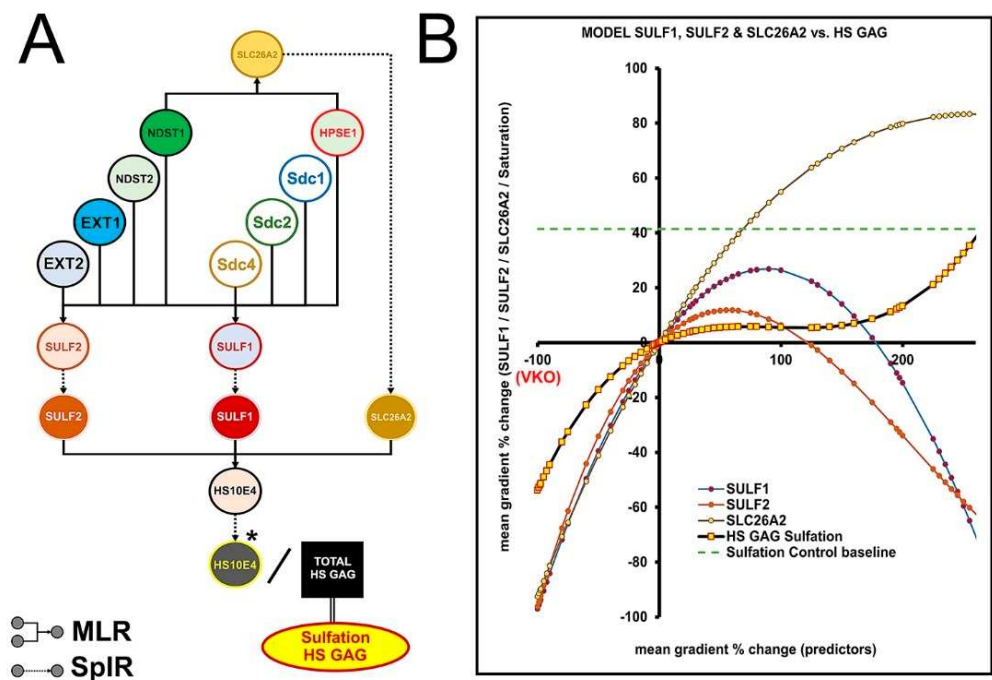 A
SLC26A2
NDST1
HPSE1
NDST2
Sdc1
EXT1
Sdc2
EXT2
Sdc4
SULF2
SULF1
SULF2
SULF1
SLC26A2
HS10E4
*
HS10E4
/
TOTAL
HS GAG
Sulfation
HS GAG
MLR
SpIR
B
MODEL SULF1, SULF2 & SLC26A2 vs. HS GAG
mean gradient % change (SULF1 / SULF2 / SLC26A2 / Saturation)
100
80
60
40
20
0
-20
-40
-60
-80
-100
-100
0
100
200
(VKO)
SULF1
SULF2
SLC26A2
HS GAG Sulfation
Sulfation Control baseline
mean gradient % change (predictors)